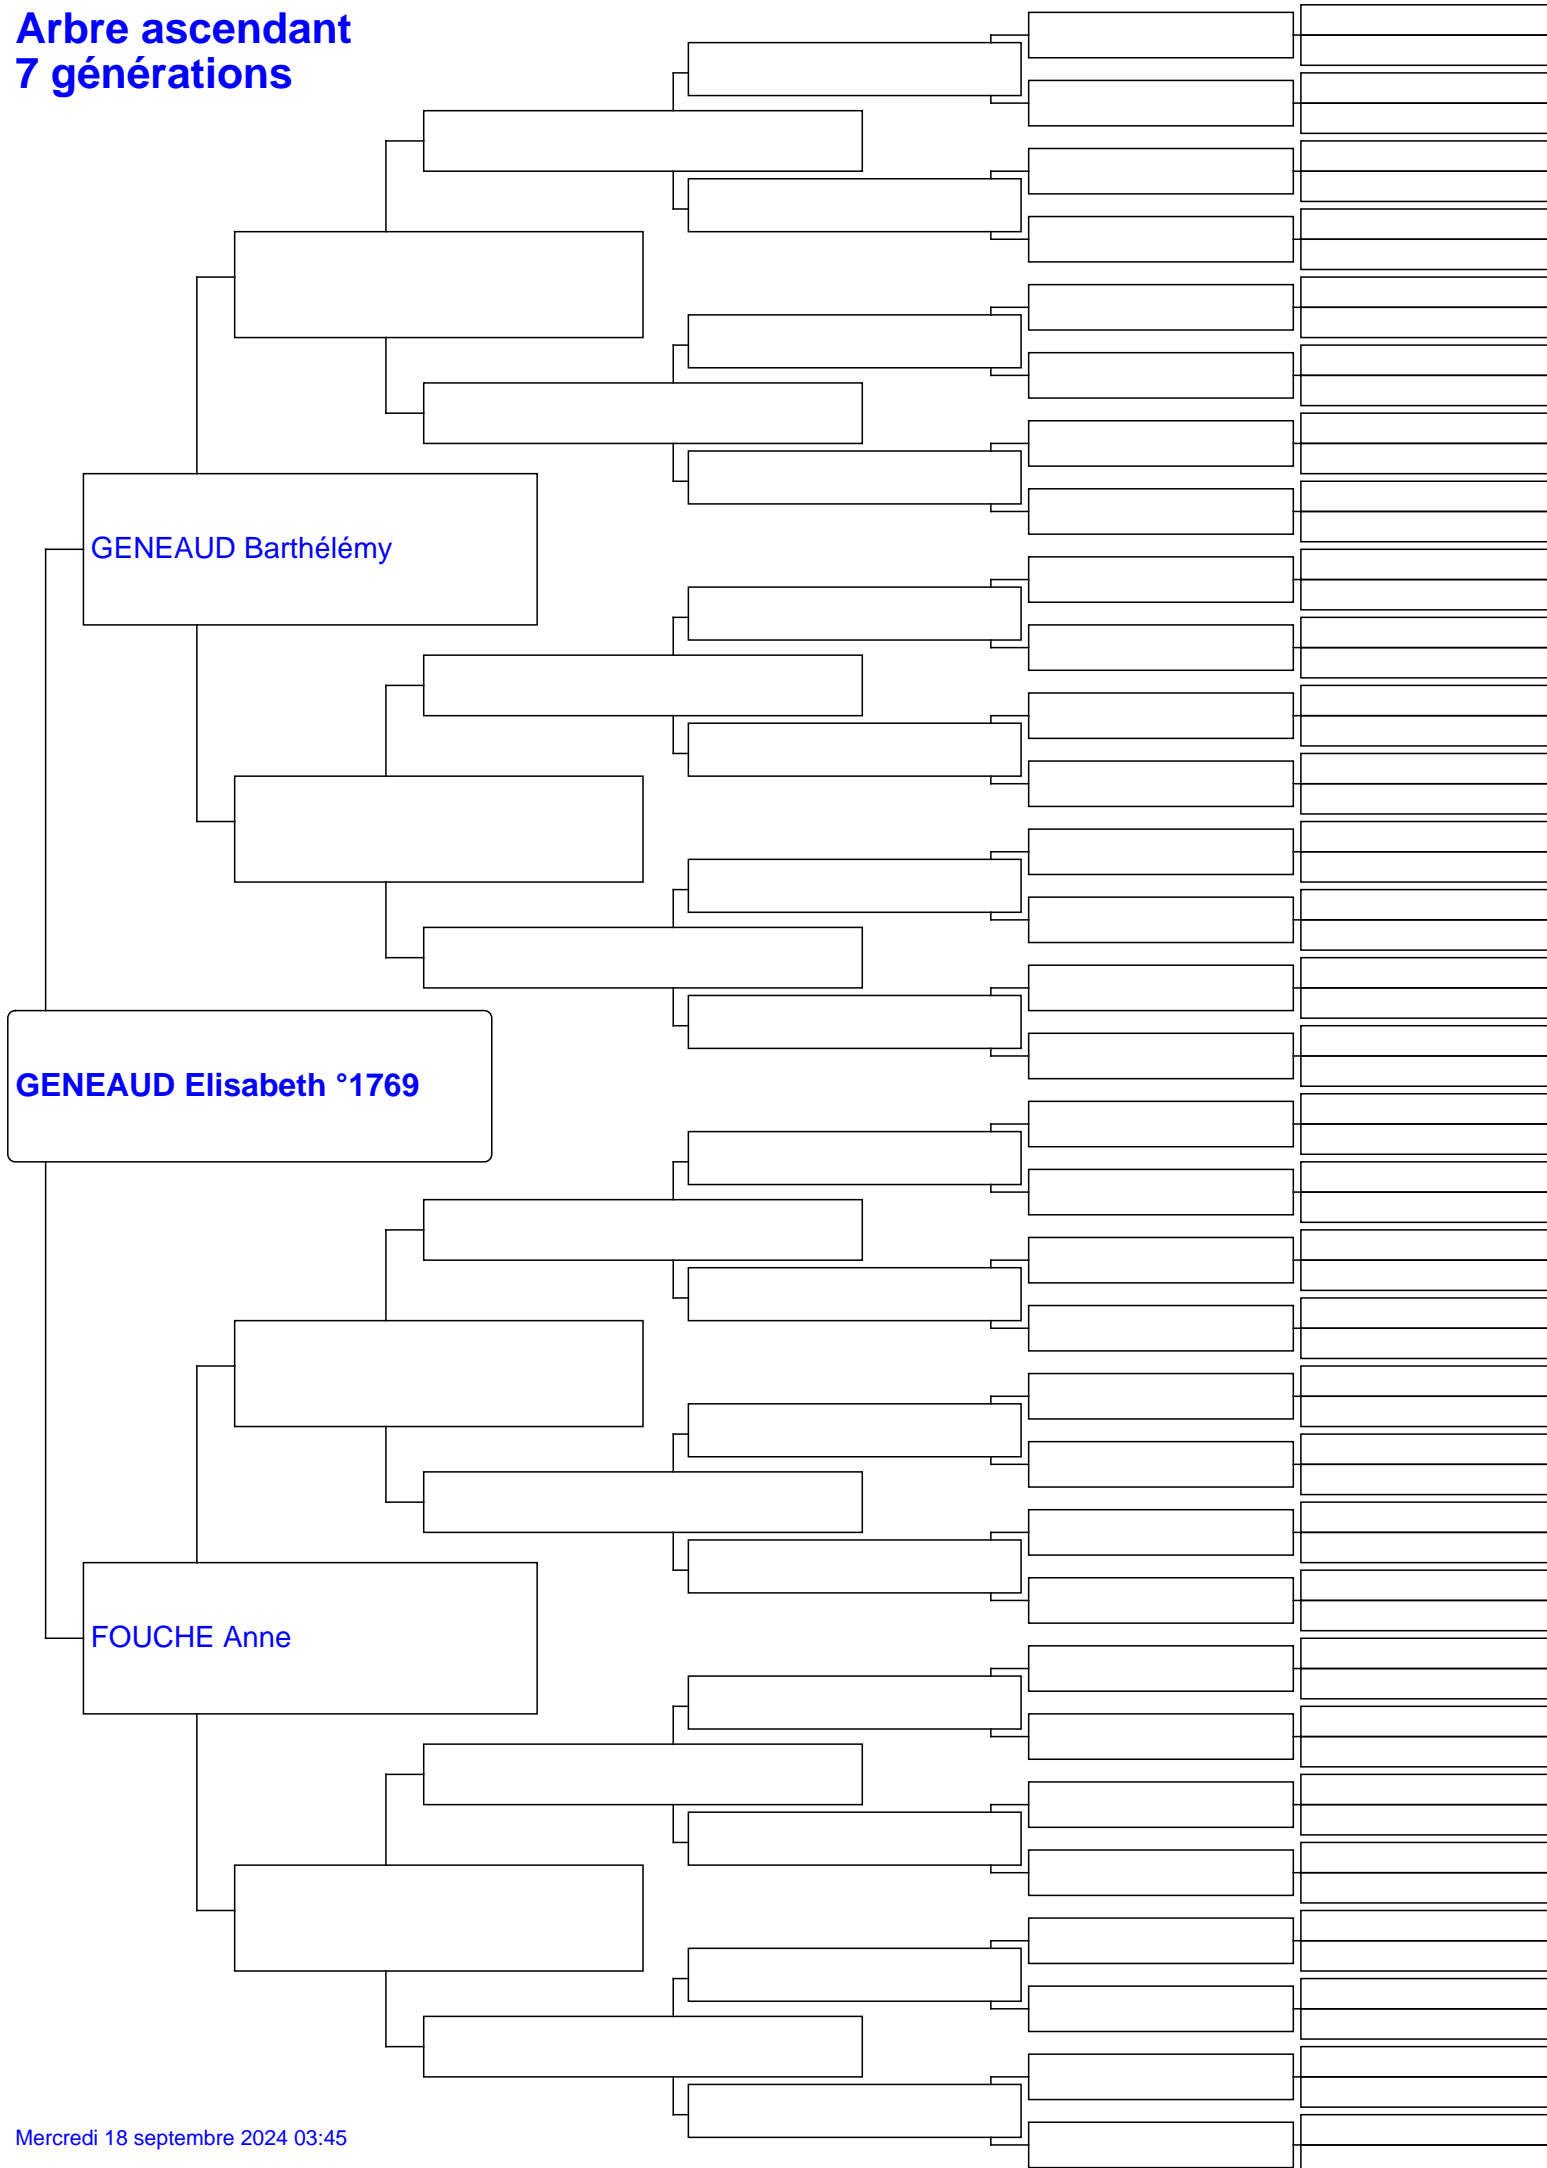 Arbre ascendant
7 générations
GENEAUD Barthélémy
GENEAUD Elisabeth °1769
FOUCHE Anne
Mercredi 18 septembre 2024 03:45